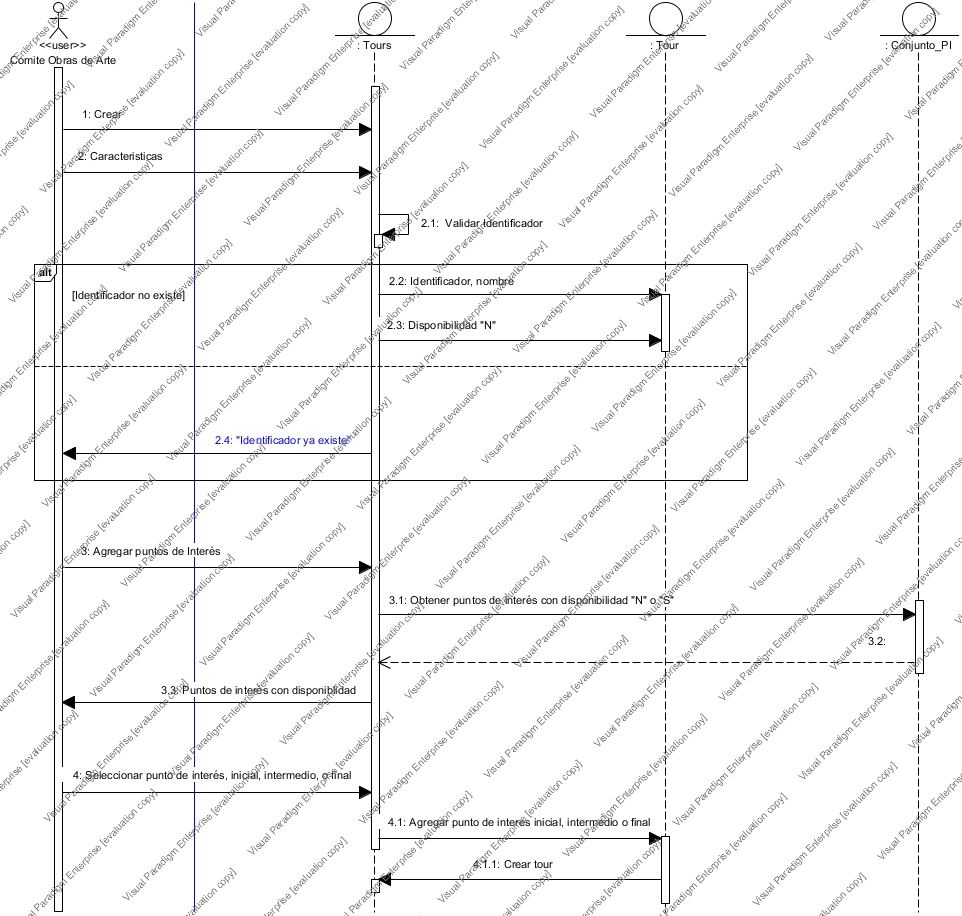 <<user>>
Comite Obras de Arte
: Tours
: Tour
: Conjunto_PI
1: Crear
2: Caracteristicas
2.1: Validar Identificador
alt
2.2: Identificador, nombre
[Identificador no existe]
2.3: Disponibilidad "N"
2.4: "Identificador ya existe"
3: Agregar puntos de Interés
3.1: Obtener puntos de interés con disponibilidad "N" o "S"
3.2:
3.3: Puntos de interés con disponiblidad
4: Seleccionar punto de interés, inicial, intermedio, o final
4.1: Agregar punto de interés inicial, intermedio o final
4.1.1: Crear tour
Visual Paradigm Enterprise [evaluation copy]